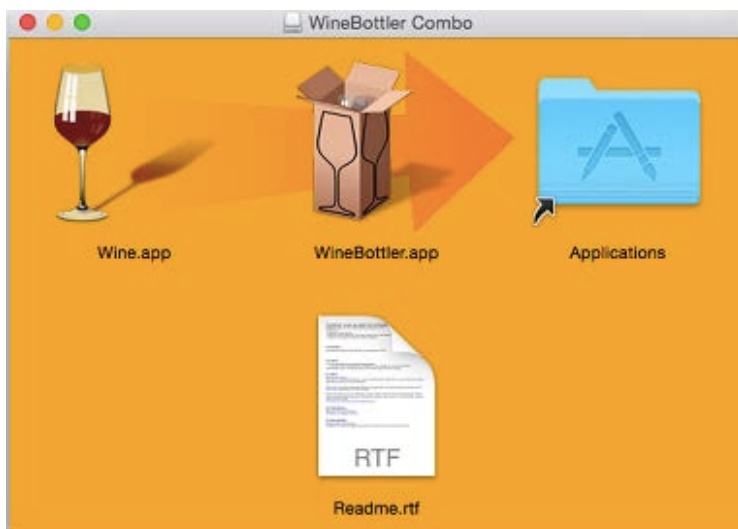 WineBottler Combo
Wine.app
WineBottler.app
Applications
RTF
Readme.rtf